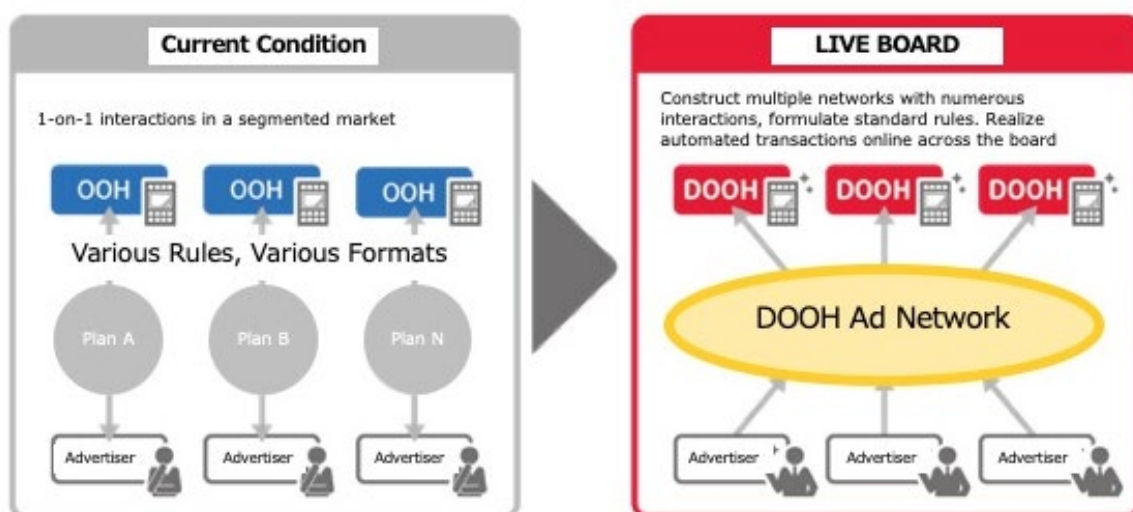 Current Condition
1-on-1 interactions in a segmented market
OOH OOH OOH
Various Rules, Various Formats
Plan A Plan B Plan N
Advertiser Advertiser Advertiser
LIVE BOARD
Construct multiple networks with numerous
interactions, formulate standard rules. Realize
automated transactions online across the board
DOOH DOOH DOOH
DOOH Ad Network
Advertiser Advertiser Advertiser